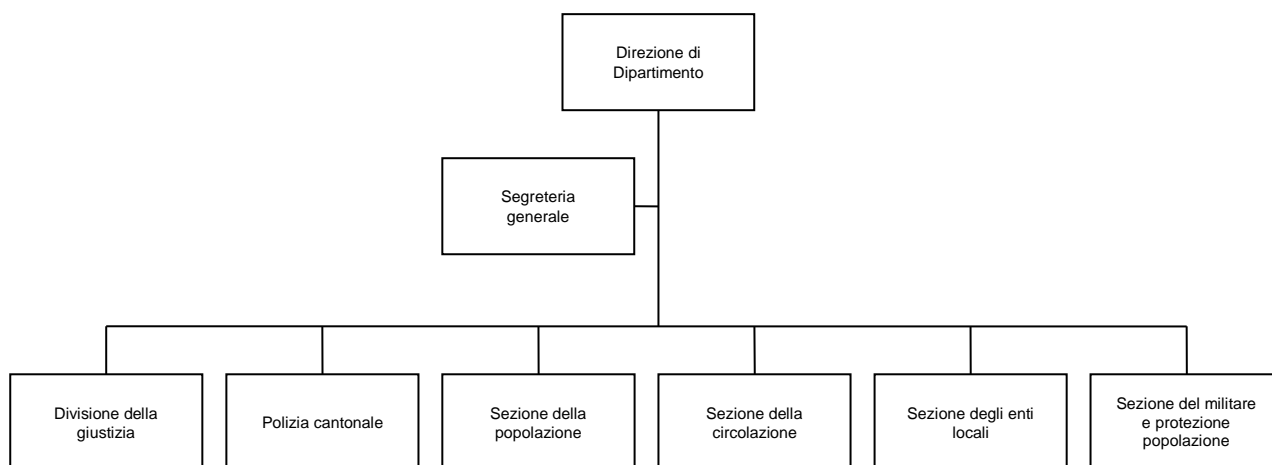 Direzione di
Dipartimento
Segreteria
generale
Divisione della
giustizia
Polizia cantonale
Sezione della
popolazione
Sezione della
circolazione
Sezione degli enti
locali
Sezione del militare
e protezione
popolazione